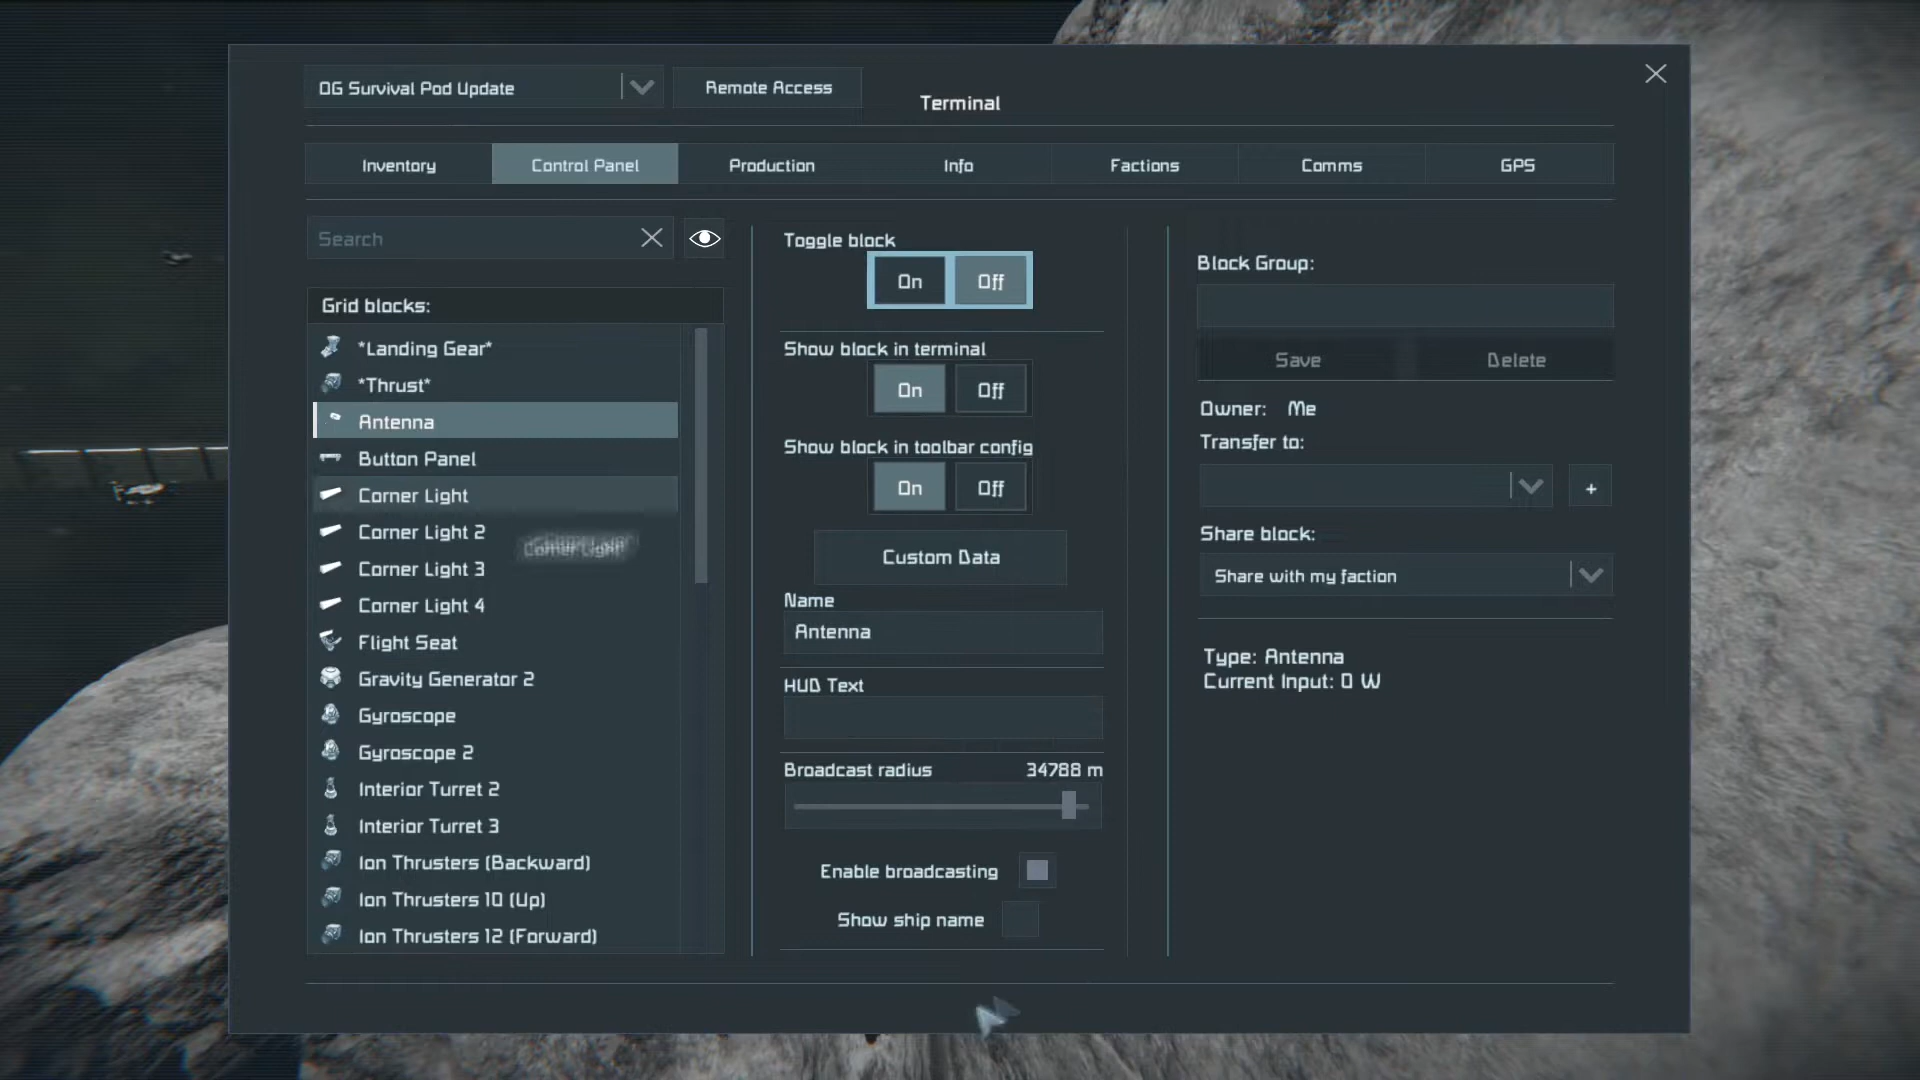 OG Survival Pod Update
Remote Access
Terminal
Inventory
Control Panel
Production
Info
Factions
Comms
GPS
Search
Grid blocks:
*Landing Gear*
*Thrust*
Antenna
Button Panel
Corner Light
Corner Light 2
Corner Light
Corner Light 3
Corner Light 4
Flight Seat
Gravity Generator 2
Gyroscope
Gyroscope 2
Interior Turret 2
Interior Turret 3
Ion Thrusters (Backward)
Ion Thrusters 10 (Up)
Ion Thrusters 12 (Forward)
Toggle block
On Off
Show block in terminal
On Off
Show block in toolbar config
On Off
Custom Data
Name
Antenna
HUD Text
Broadcast radius 34788 m
Enable broadcasting
Show ship name
Block Group:
Save Delete
Owner: Me
Transfer to:
+
Share block:
Share with my faction
Type: Antenna
Current Input: 0 W